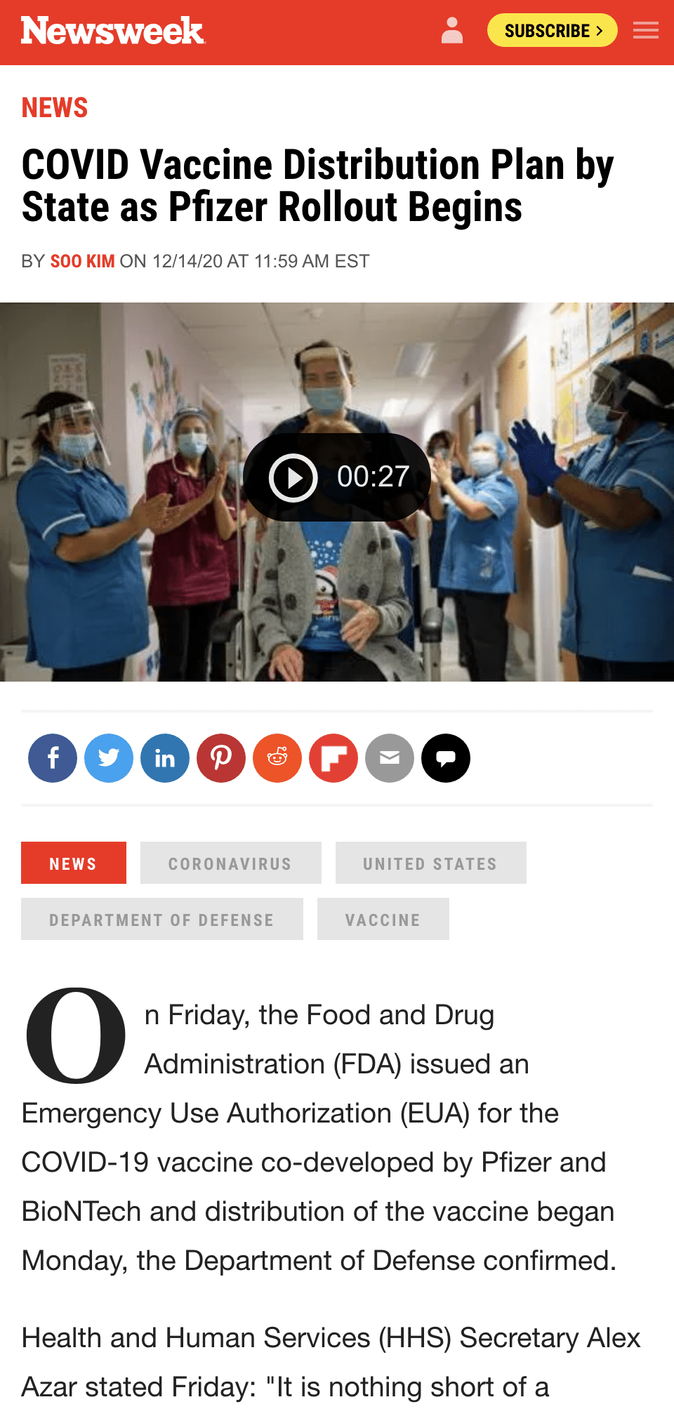 Newsweek
SUBSCRIBE >
NEWS
COVID Vaccine Distribution Plan by
State as Pfizer Rollout Begins
BY SOO KIM ON 12/14/20 AT 11:59 AM EST
00:27
NEWS
CORONAVIRUS
UNITED STATES
DEPARTMENT OF DEFENSE
VACCINE
On Friday, the Food and Drug
Administration (FDA) issued an
Emergency Use Authorization (EUA) for the
COVID-19 vaccine co-developed by Pfizer and
BioNTech and distribution of the vaccine began
Monday, the Department of Defense confirmed.
Health and Human Services (HHS) Secretary Alex
Azar stated Friday: "It is nothing short of a